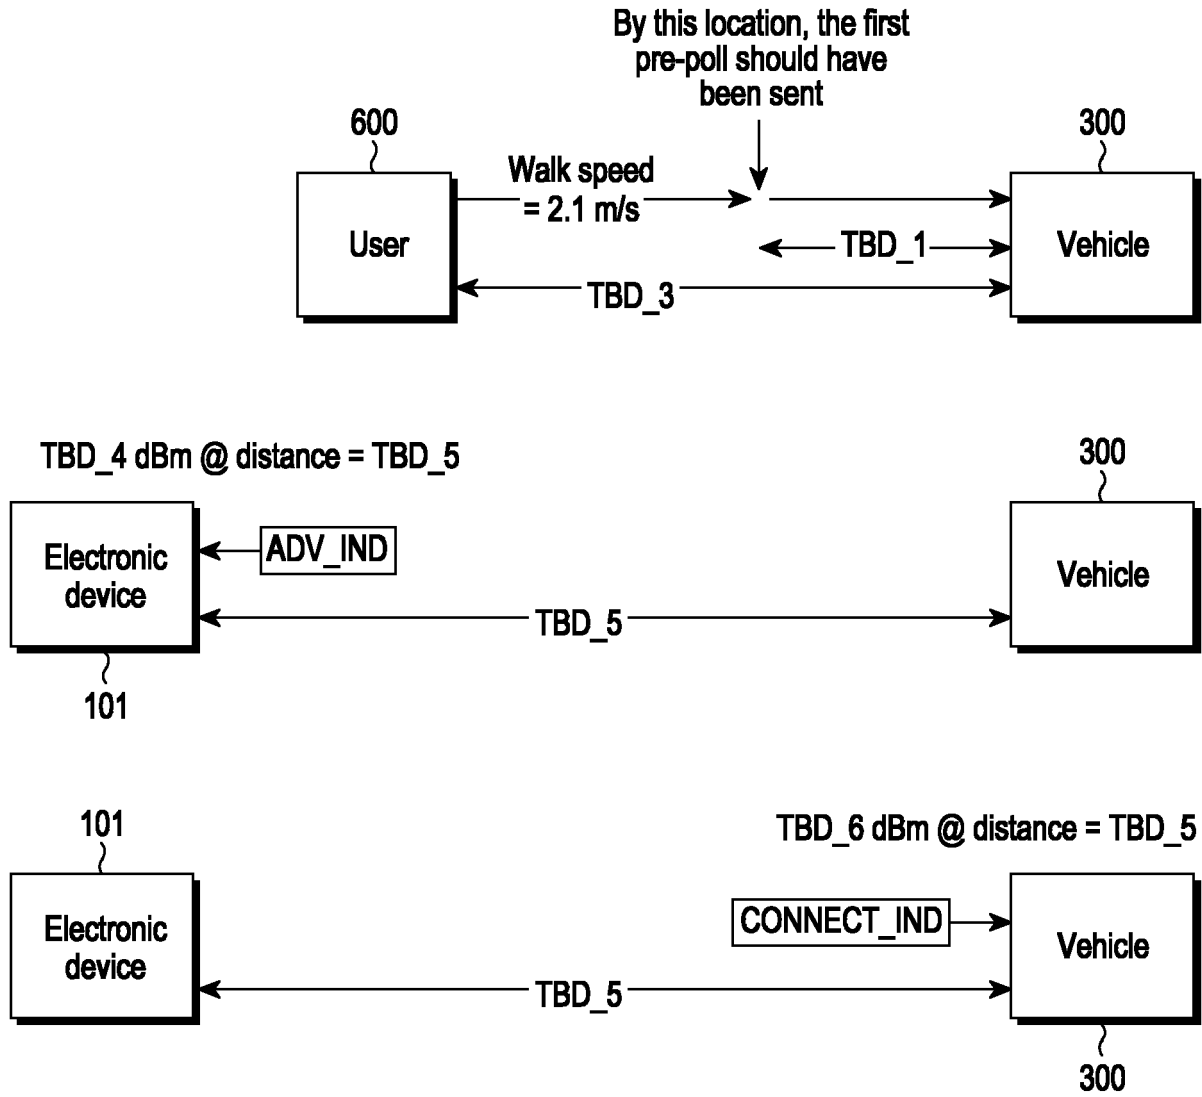 By this location, the first
pre-poll should have
been sent
600
300
Walk speed
= 2.1 m/s
User
TBD_1
Vehicle
TBD_3
TBD_4 dBm @ distance = TBD_5
300
Electronic
device
ADV_IND
Vehicle
TBD_5
101
101
TBD_6 dBm @ distance = TBD_5
Electronic
device
CONNECT_IND
Vehicle
TBD_5
300